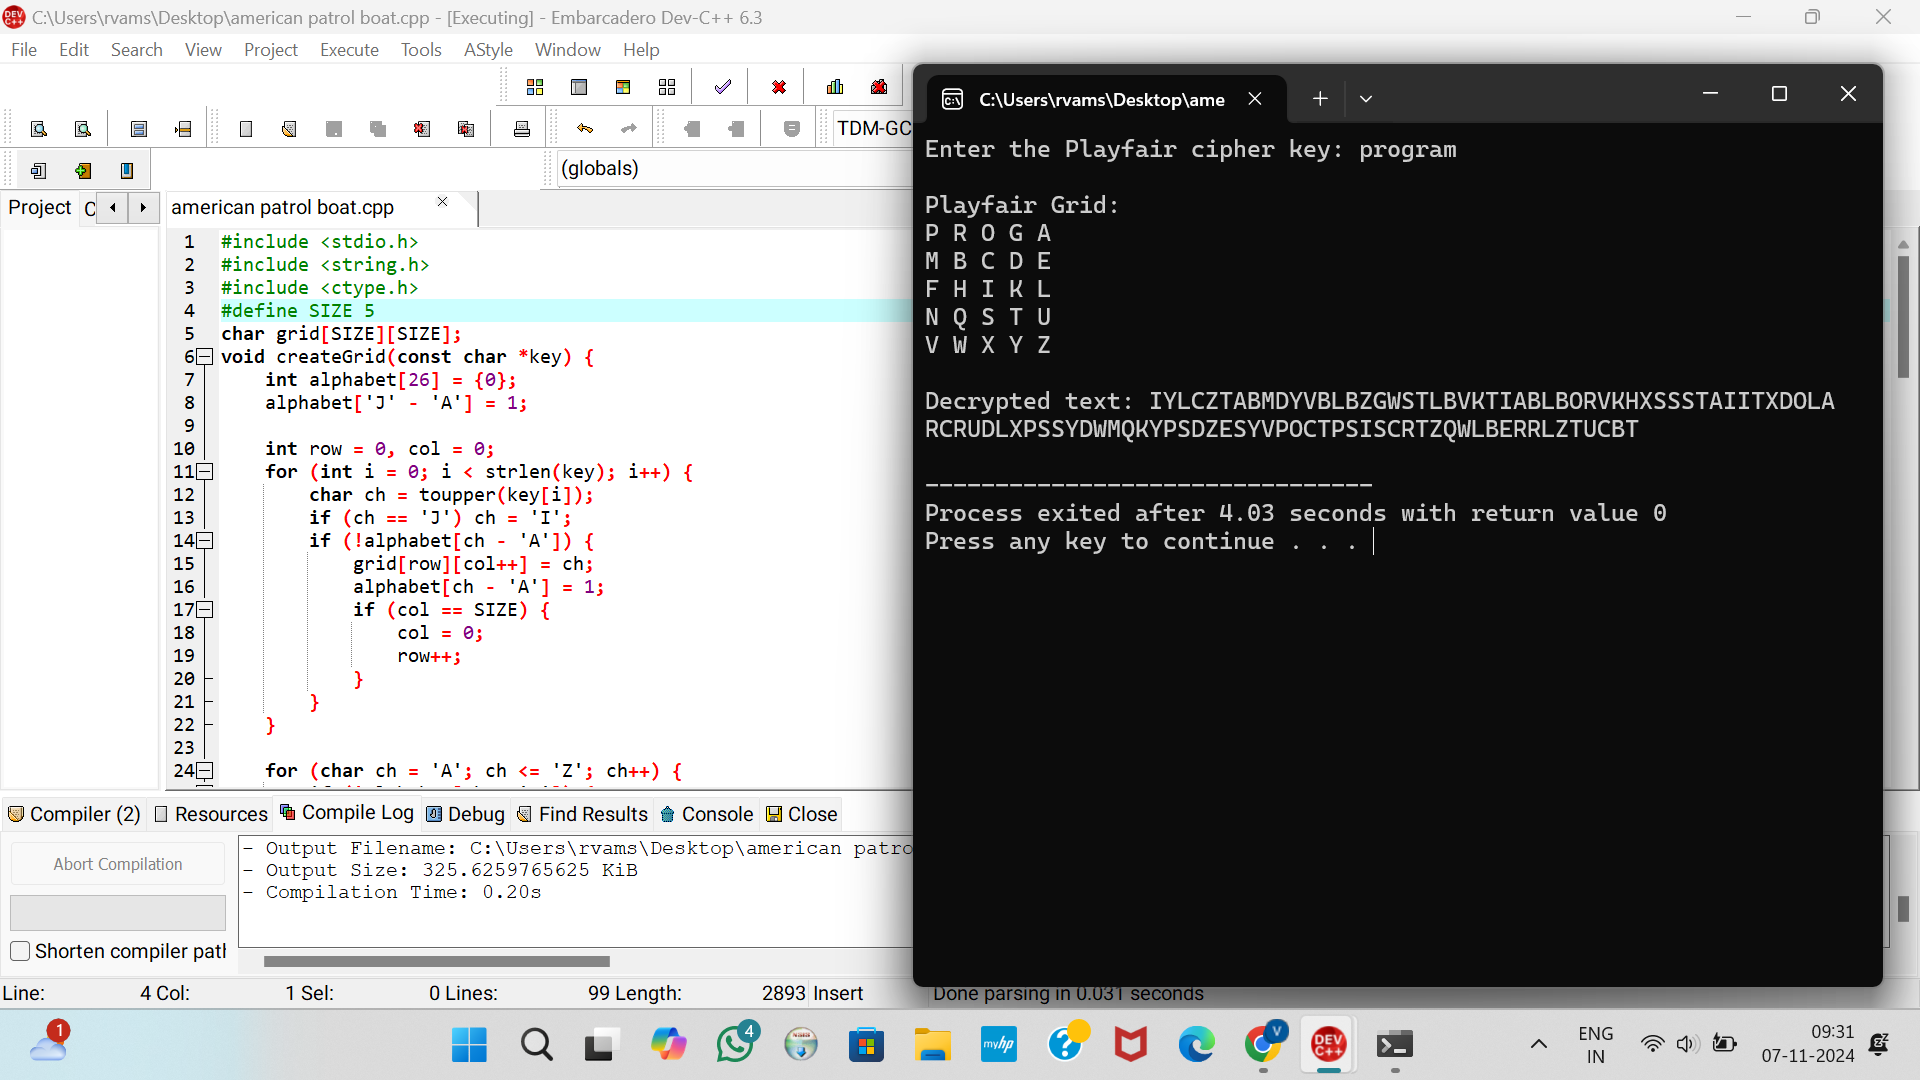 C:\Users\rvams\Desktop\american patrol boat.cpp - [Executing] - Embarcadero Dev-C++ 6.3
File Edit Search View Project Execute Tools AStyle Window Help
TDM-GC
(globals)
Project C
american patrol boat.cpp
1 #include <stdio.h>
2 #include <string.h>
3 #include <ctype.h>
4 #define SIZE 5
5 char grid[SIZE][SIZE];
6 void createGrid(const char *key) {
7 int alphabet[26] = {0};
8 alphabet['J' - 'A'] = 1;
9
10 int row = 0, col = 0;
11 for (int i = 0; i < strlen(key); i++) {
12 char ch = toupper(key[i]);
13 if (ch == 'J') ch = 'I';
14 if (!alphabet[ch - 'A']) {
15 grid[row][col++] = ch;
16 alphabet[ch - 'A'] = 1;
17 if (col == SIZE) {
18 col = 0;
19 row++;
20 }
21 }
22 }
23
24 for (char ch = 'A'; ch <= 'Z'; ch++) {
C:\Users\rvams\Desktop\ame
Enter the Playfair cipher key: program
Playfair Grid:
P R O G A
M B C D E
F H I K L
N Q S T U
V W X Y Z
Decrypted text: IYLCZTABMDYVBLBZGWSTLBVKTIABLBORVKHXSSSTAIITXDOLA
RCRUDLXPSSYDWMQKYPSDZESYVPOCTPSISCRTZQWLBERRLZTUCBT
--------------------------------
Process exited after 4.03 seconds with return value 0
Press any key to continue . . .
Compiler (2) Resources Compile Log Debug Find Results Console Close
Abort Compilation
Shorten compiler path
- Output Filename: C:\Users\rvams\Desktop\american patro
- Output Size: 325.6259765625 KiB
- Compilation Time: 0.20s
Line: 4 Col: 1 Sel: 0 Lines: 99 Length: 2893 Insert Done parsing in 0.031 seconds
1
4
myhp
V
DEV C++
ENG
IN
09:31
07-11-2024